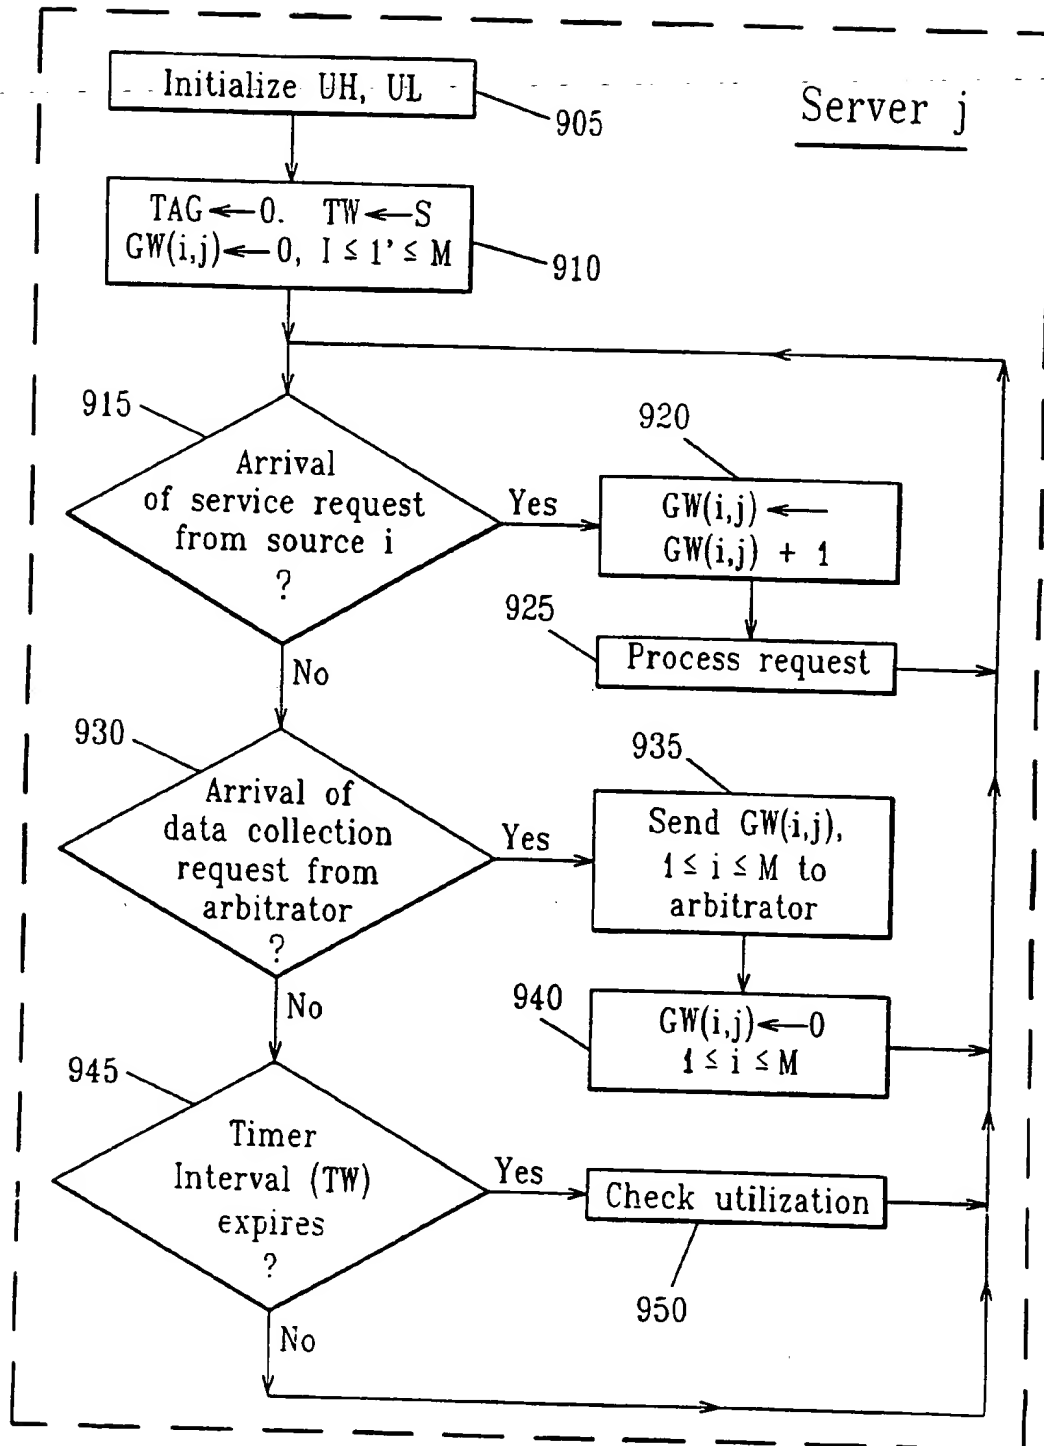 Initialize UH, UL
905
Server j
TAG←0. TW←S
GW(i,j)←0, I ≤ 1' ≤ M
910
915
Arrival
of service request
from source i
?
Yes
920
GW(i,j) ←
GW(i,j) + 1
925
Process request
No
930
Arrival of
data collection
request from
arbitrator
?
Yes
935
Send GW(i,j),
1 ≤ i ≤ M to
arbitrator
No
940
GW(i,j)←0
1 ≤ i ≤ M
945
Timer
Interval (TW)
expires
?
Yes
Check utilization
950
No